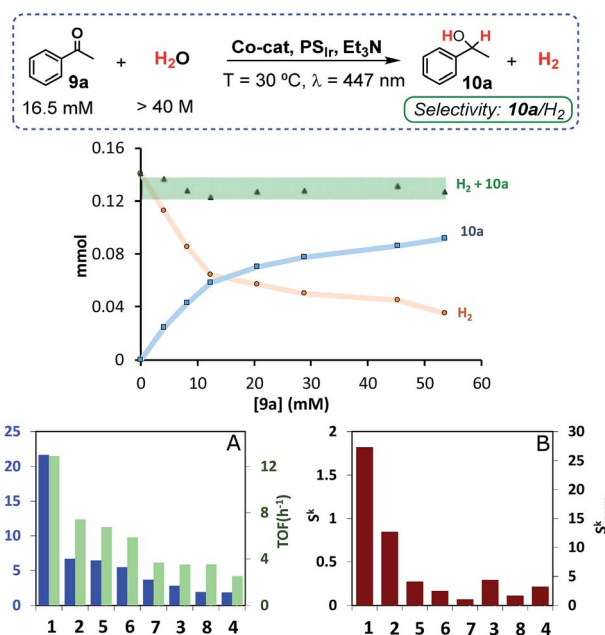 O
9a
16.5 mM
+
H₂O
> 40 M
Co-cat, PS_Ir, Et₃N
T = 30 ºC, λ = 447 nm
HO H
10a
+
H₂
Selectivity: 10a/H₂
0.16
0.12
0.08
0.04
0
mmol
H₂ + 10a
10a
H₂
0 10 20 30 40 50 60
[9a] (mM)
A
25
20
15
10
5
0
12
8
4
0
TOF(h⁻¹)
1 2 5 6 7 3 8 4
B
2
1.5
1
0.5
0
Sᵏ
30
25
20
15
10
5
0
1 2 5 6 7 3 8 4